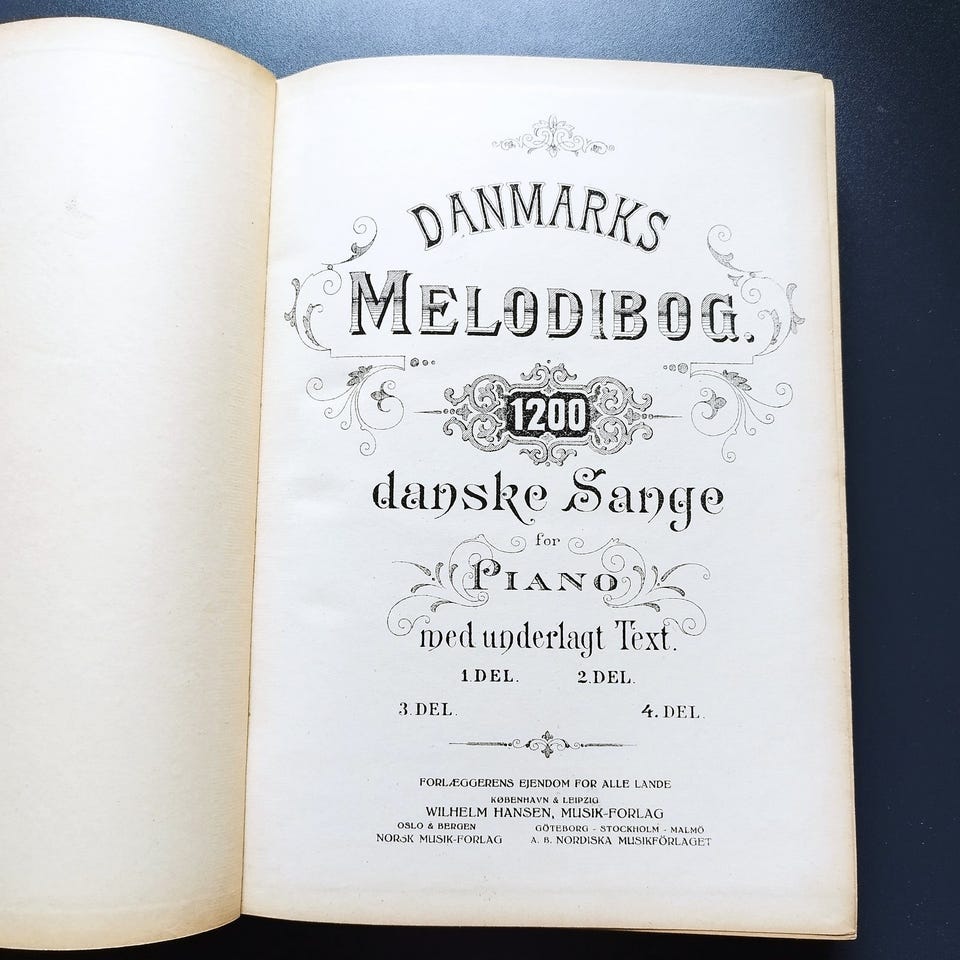 DANMARKS
MELODIBOG.
1200
danske Sange
for
PIANO
med underlagt Text.
1. DEL. 2. DEL.
3. DEL. 4. DEL.
FORLÆGGERENS EJENDOM FOR ALLE LANDE
KØBENHAVN & LEIPZIG
WILHELM HANSEN, MUSIK-FORLAG
OSLO & BERGEN GÖTEBORG - STOCKHOLM - MALMÖ
NORSK MUSIK-FORLAG A. B. NORDISKA MUSIKFÖRLAGET